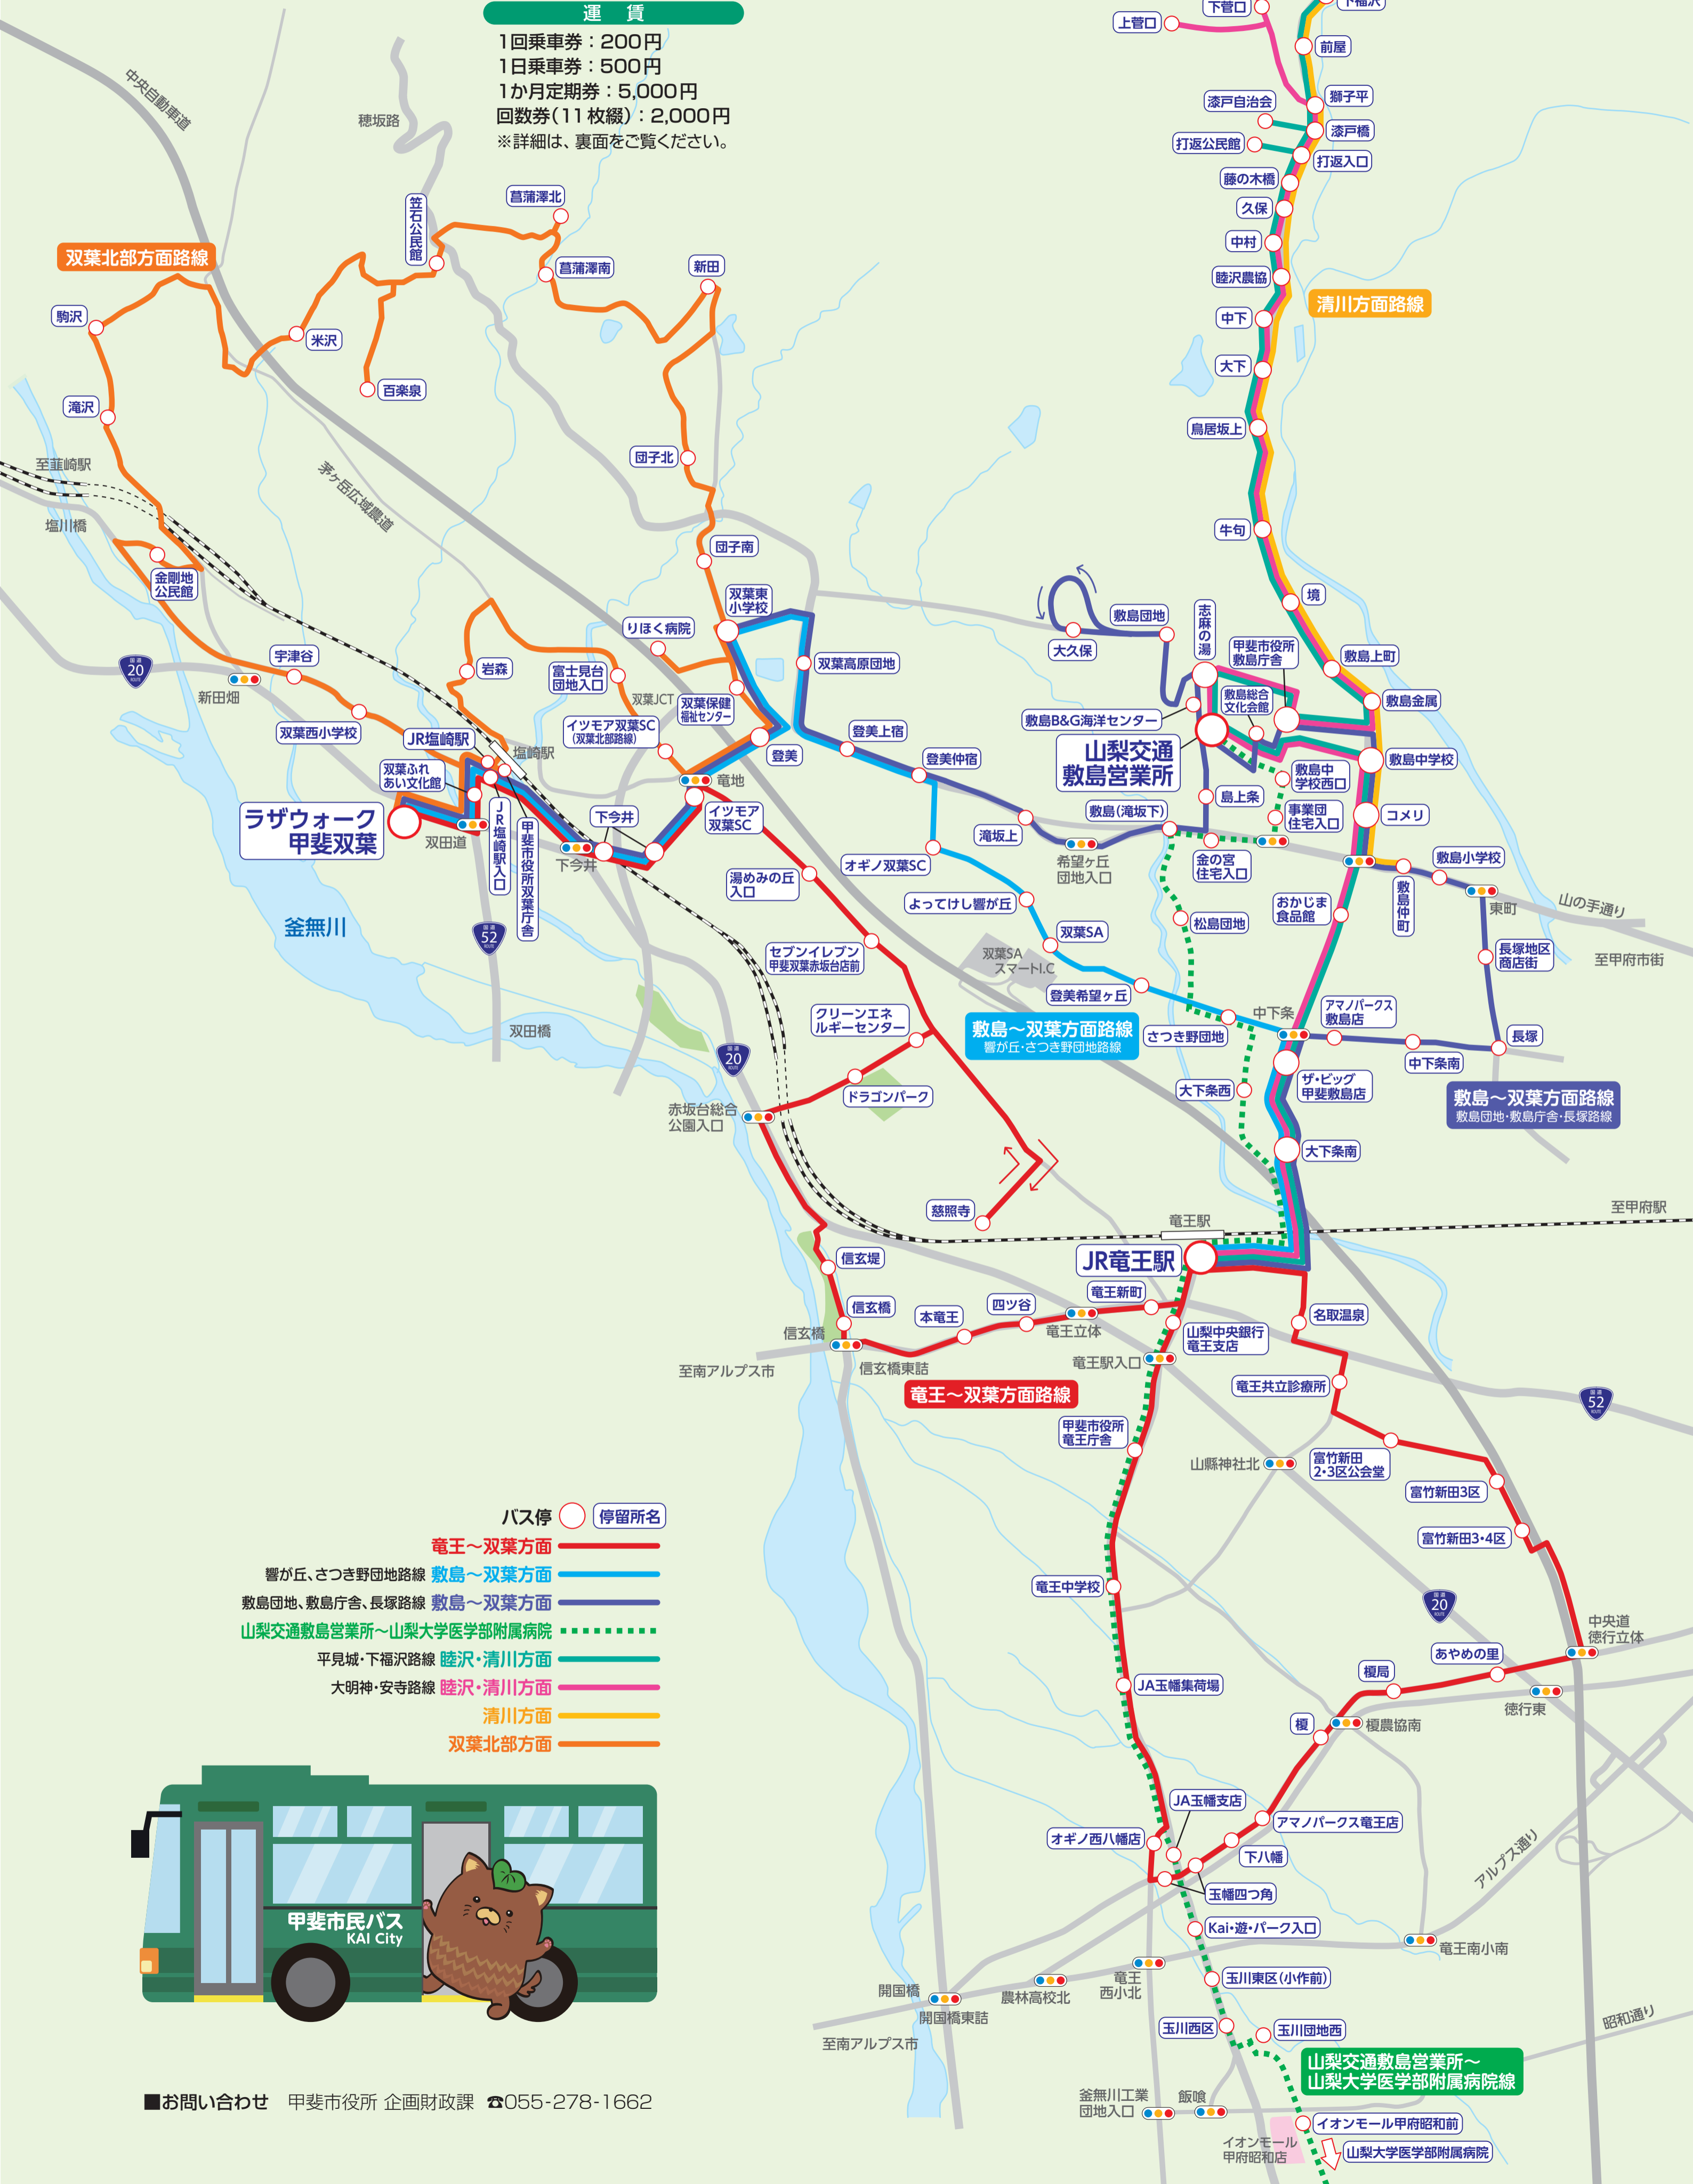 運 賃
1回乗車券：200円
1日乗車券：500円
1か月定期券：5,000円
回数券（11枚綴）：2,000円
※詳細は、裏面をご覧ください。
中央自動車道
穂坂路
下菅口
上菅口
下福沢
前屋
獅子平
漆戸自治会
漆戸橋
打返公民館
打返入口
藤の木橋
久保
中村
睦沢農協
清川方面路線
中下
大下
鳥居坂上
牛句
境
敷島上町
敷島金属
双葉北部方面路線
笠石公民館
菖蒲澤北
菖蒲澤南
新田
駒沢
米沢
百楽泉
滝沢
団子北
至韮崎駅
塩川橋
茅ヶ岳広域農道
金剛地
公民館
団子南
双葉東
小学校
りほく病院
宇津谷
国道
20
ROUTE
新田畑
岩森
富士見台
団地入口
双葉JCT
双葉保健
福祉センター
双葉高原団地
双葉西小学校
JR塩崎駅
塩崎駅
イツモア双葉SC
（双葉北部路線）
登美
竜地
双葉ふれ
あい文化館
ラザウォーク
甲斐双葉
双田道
JR塩崎駅入口
甲斐市役所双葉庁舎
下今井
下今井
イツモア
双葉SC
登美上宿
登美仲宿
大久保
敷島団地
志麻の湯
甲斐市役所
敷島庁舎
敷島総合
文化会館
敷島B&G海洋センター
山梨交通
敷島営業所
敷島中学校
敷島中
学校西口
島上条
事業団
住宅入口
コメリ
敷島（滝坂下）
滝坂上
希望ヶ丘
団地入口
金の宮
住宅入口
敷島小学校
敷島仲町
東町
山の手通り
至甲府市街
オギノ双葉SC
湯めみの丘
入口
よってけし響が丘
おかじま
食品館
松島団地
長塚地区
商店街
釜無川
国道
52
ROUTE
双田橋
セブンイレブン
甲斐双葉赤坂台店前
双葉SA
双葉SA
スマートI.C
登美希望ヶ丘
クリーンエネ
ルギーセンター
敷島～双葉方面路線
響が丘・さつき野団地路線
さつき野団地
中下条
アマノパークス
敷島店
中下条南
長塚
国道
20
ROUTE
ドラゴンパーク
赤坂台総合
公園入口
大下条西
ザ・ビッグ
甲斐敷島店
敷島～双葉方面路線
敷島団地・敷島庁舎・長塚路線
大下条南
慈照寺
竜王駅
至甲府駅
JR竜王駅
信玄堤
信玄橋
信玄橋
本竜王
四ツ谷
竜王立体
竜王新町
名取温泉
山梨中央銀行
竜王支店
竜王駅入口
信玄橋東詰
至南アルプス市
竜王～双葉方面路線
竜王共立診療所
国道
52
ROUTE
甲斐市役所
竜王庁舎
山縣神社北
富竹新田
2・3区公会堂
富竹新田3区
富竹新田3・4区
竜王中学校
国道
20
ROUTE
中央道
徳行立体
あやめの里
榎局
JA玉幡集荷場
徳行東
榎
榎農協南
JA玉幡支店
オギノ西八幡店
アマノパークス竜王店
下八幡
玉幡四つ角
アルプス通り
Kai・遊・パーク入口
竜王南小南
玉川東区（小作前）
竜王
西小北
農林高校北
開国橋
開国橋東詰
至南アルプス市
玉川西区
玉川団地西
昭和通り
山梨交通敷島営業所～
山梨大学医学部附属病院線
釜無川工業
団地入口
飯喰
イオンモール甲府昭和前
イオンモール
甲府昭和店
山梨大学医学部附属病院
バス停 停留所名
竜王～双葉方面
響が丘、さつき野団地路線 敷島～双葉方面
敷島団地、敷島庁舎、長塚路線 敷島～双葉方面
山梨交通敷島営業所～山梨大学医学部附属病院
平見城・下福沢路線 睦沢・清川方面
大明神・安寺路線 睦沢・清川方面
清川方面
双葉北部方面
甲斐市民バス
KAI City
■お問い合わせ 甲斐市役所 企画財政課 ☎055-278-1662